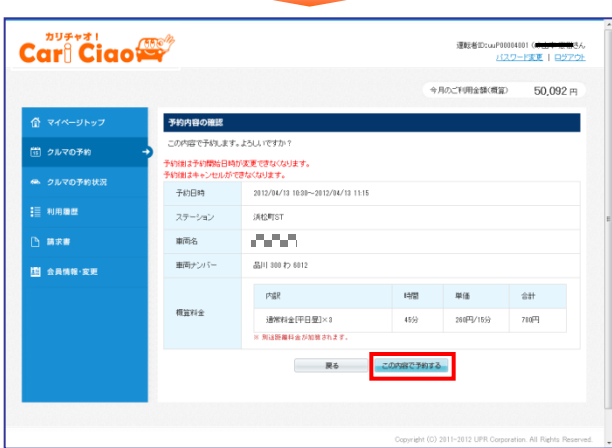 カリチャオ!
Cari Ciao
運転者ID:cuuP00004001 (
さん
パスワード変更 | ログアウト
今月のご利用金額(概算) 50,092 円
マイページトップ
クルマの予約
クルマの予約状況
利用履歴
請求書
会員情報・変更
予約内容の確認
この内容で予約します。よろしいですか?
予約後は予約開始日時が変更できなくなります。
予約後はキャンセルができなくなります。
予約日時 2012/04/13 10:30～2012/04/13 11:15
ステーション 浜松町ST
車両名
車両ナンバー 品川 300 わ 6012
概算料金
内訳 時間 単価 合計
通常料金[平日昼]×3 45分 260円/15分 780円
※ 別途距離料金が加算されます。
戻る この内容で予約する
Copyright (C) 2011-2012 UPR Corporation. All Rights Reserved.